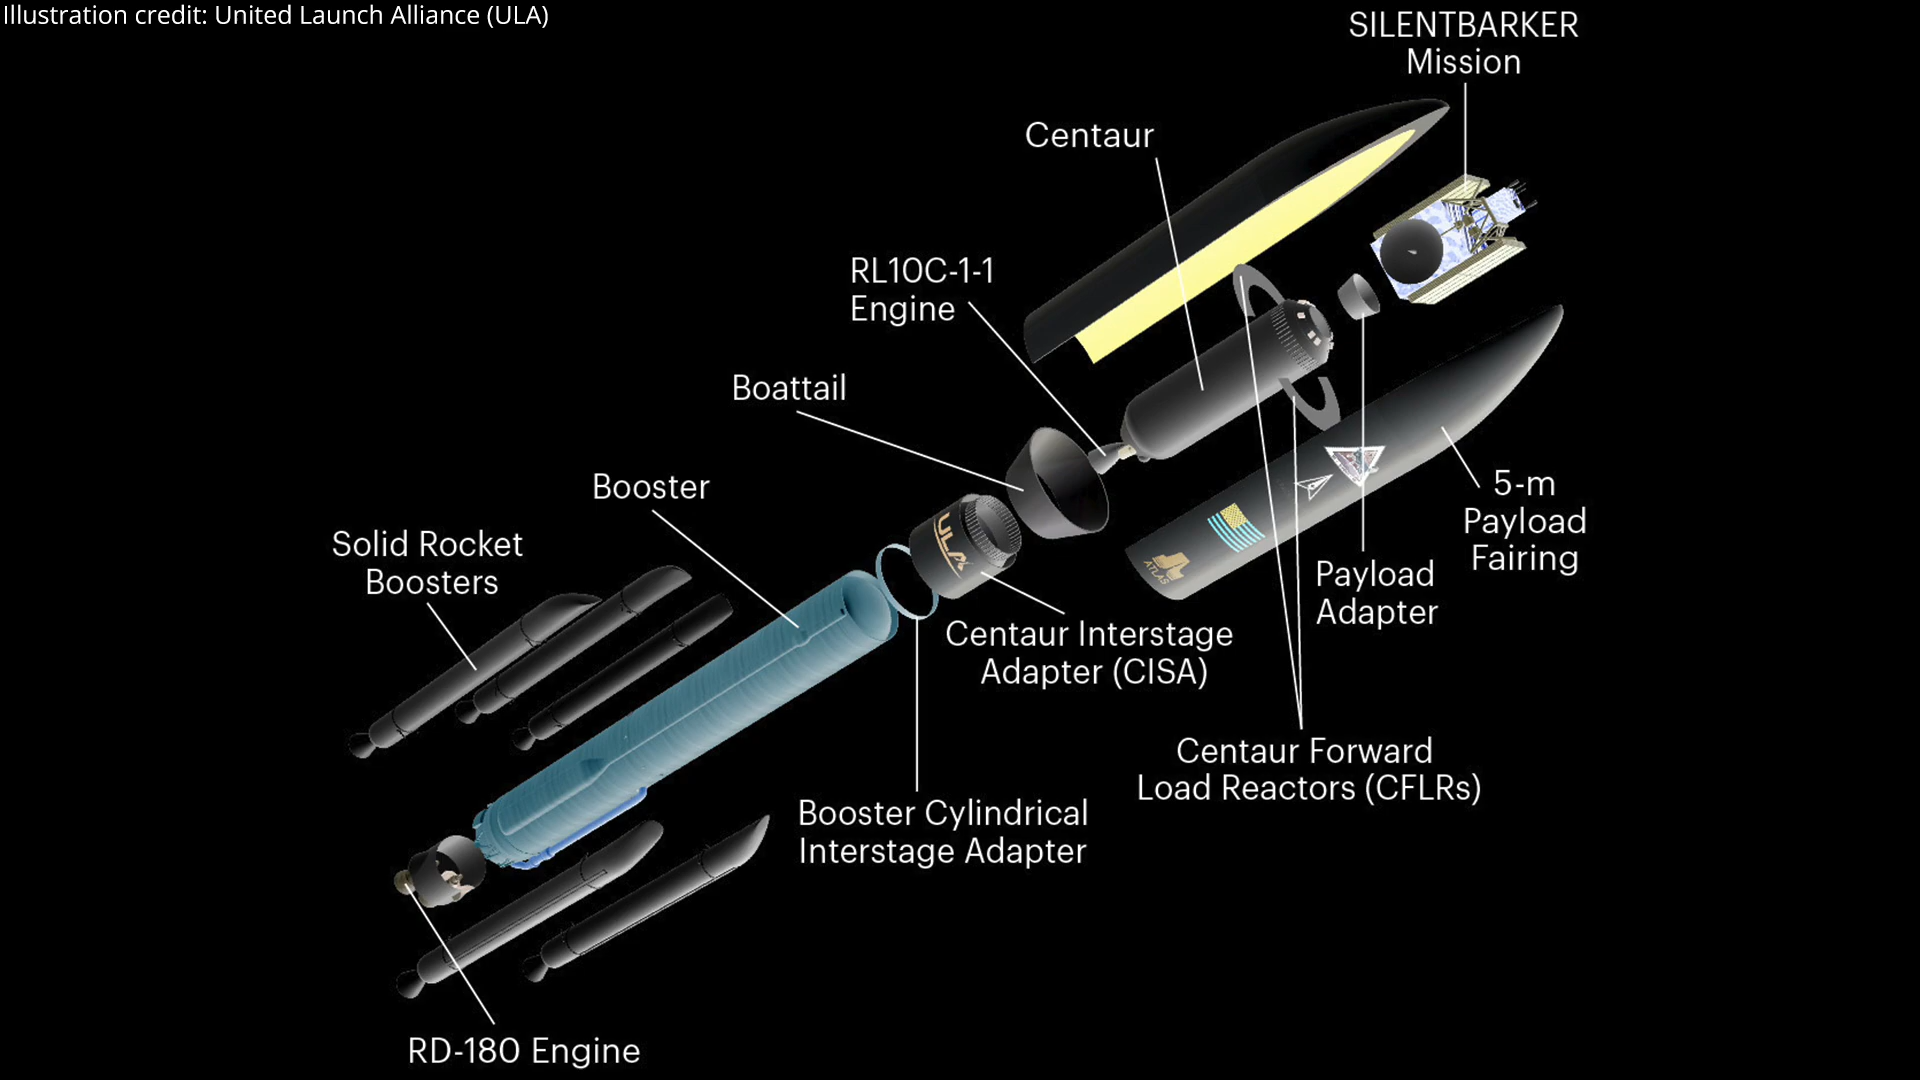 Illustration credit: United Launch Alliance (ULA)
SILENTBARKER
Mission
Centaur
RL10C-1-1
Engine
Boattail
Booster
Solid Rocket
Boosters
ULA
ATLAS
5-m
Payload
Fairing
Payload
Adapter
Centaur Interstage
Adapter (CISA)
Centaur Forward
Load Reactors (CFLRs)
Booster Cylindrical
Interstage Adapter
RD-180 Engine